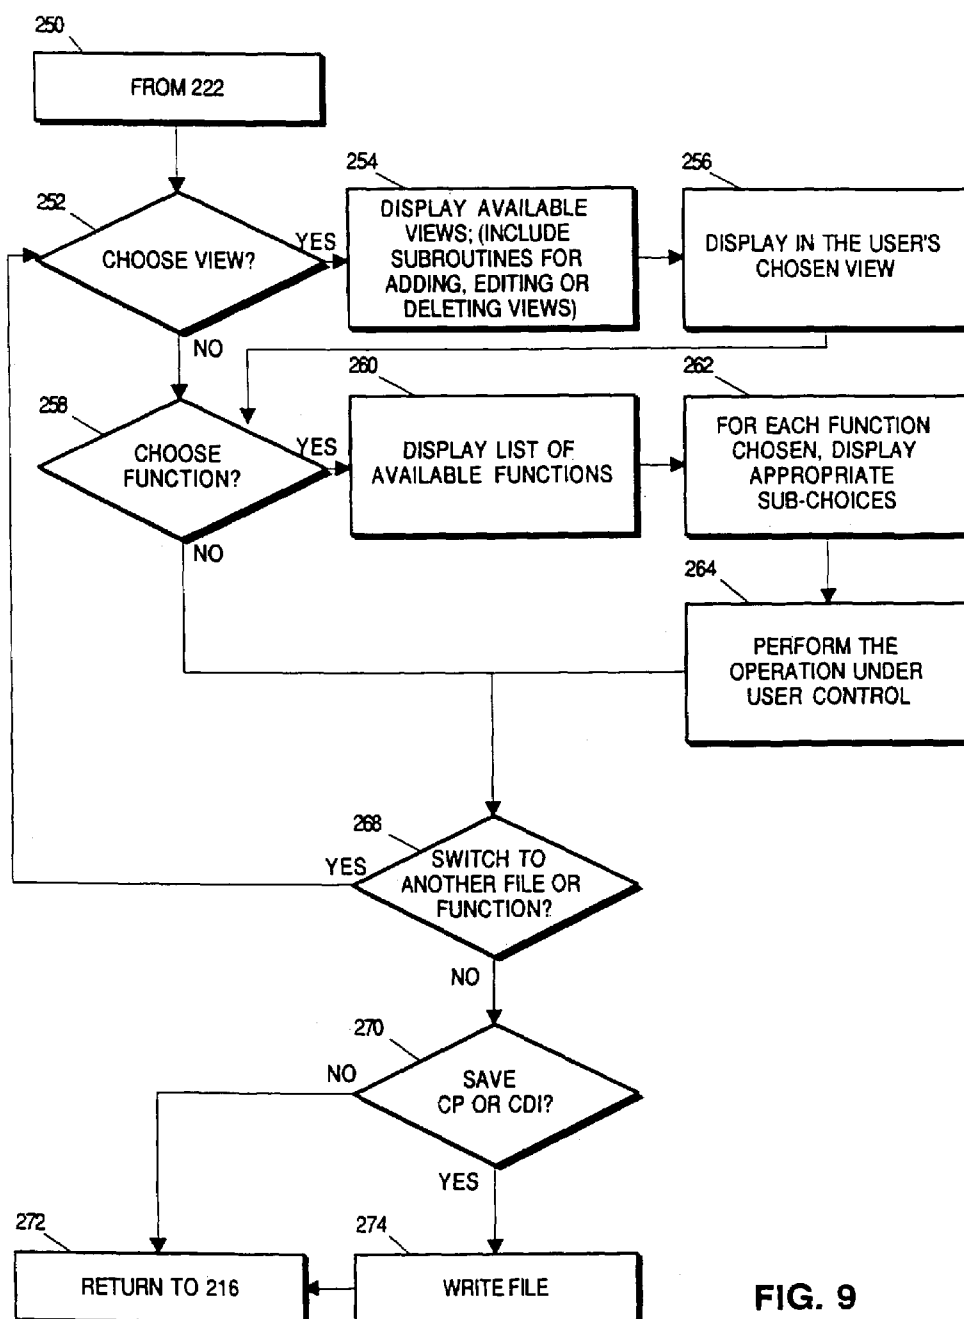 250
FROM 222
252
CHOOSE VIEW?
YES
NO
254
DISPLAY AVAILABLE
VIEWS; (INCLUDE
SUBROUTINES FOR
ADDING, EDITING OR
DELETING VIEWS)
256
DISPLAY IN THE USER'S
CHOSEN VIEW
258
CHOOSE
FUNCTION?
YES
NO
260
DISPLAY LIST OF
AVAILABLE FUNCTIONS
262
FOR EACH FUNCTION
CHOSEN, DISPLAY
APPROPRIATE
SUB-CHOICES
264
PERFORM THE
OPERATION UNDER
USER CONTROL
268
YES
SWITCH TO
ANOTHER FILE OR
FUNCTION?
NO
270
NO
SAVE
CP OR CDI?
YES
272
RETURN TO 216
274
WRITE FILE
FIG. 9